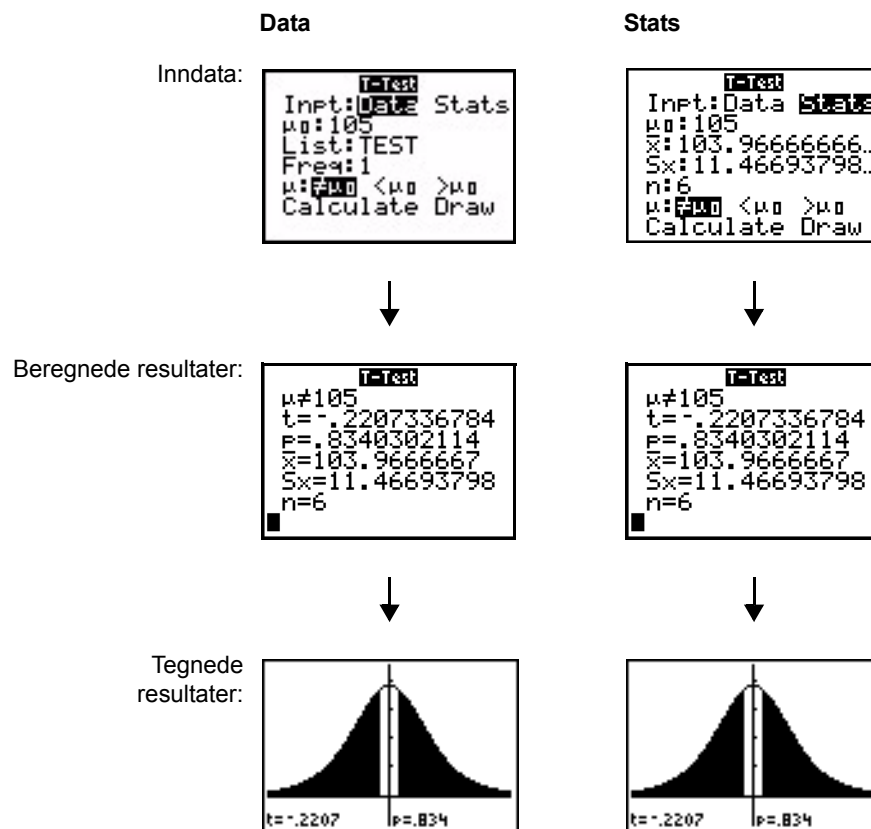 Data
Stats
Inndata:
T-Test
Inpt:Data Stats
μ₀:105
List:TEST
Freq:1
μ:≠μ₀ <μ₀ >μ₀
Calculate Draw
T-Test
Inpt:Data Stats
μ₀:105
x̄:103.96666666…
Sx:11.46693798…
n:6
μ:≠μ₀ <μ₀ >μ₀
Calculate Draw
Beregnede resultater:
T-Test
μ≠105
t=-.2207336784
p=.8340302114
x̄=103.9666667
Sx=11.46693798
n=6
T-Test
μ≠105
t=-.2207336784
p=.8340302114
x̄=103.9666667
Sx=11.46693798
n=6
Tegnede
resultater:
t=-.2207 p=.834
t=-.2207 p=.834